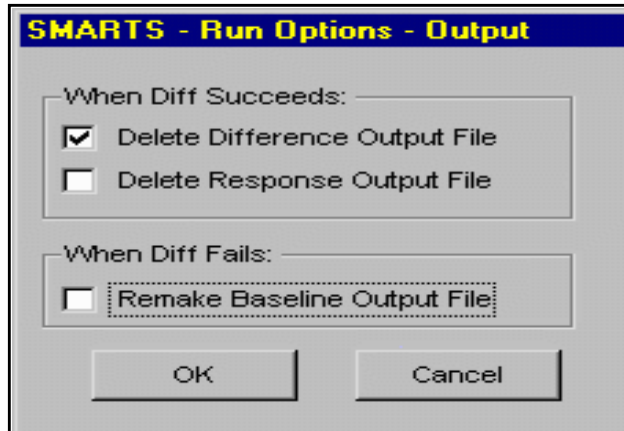 SMARTS - Run Options - Output
When Diff Succeeds:
Delete Difference Output File
Delete Response Output File
When Diff Fails:
Remake Baseline Output File
OK
Cancel